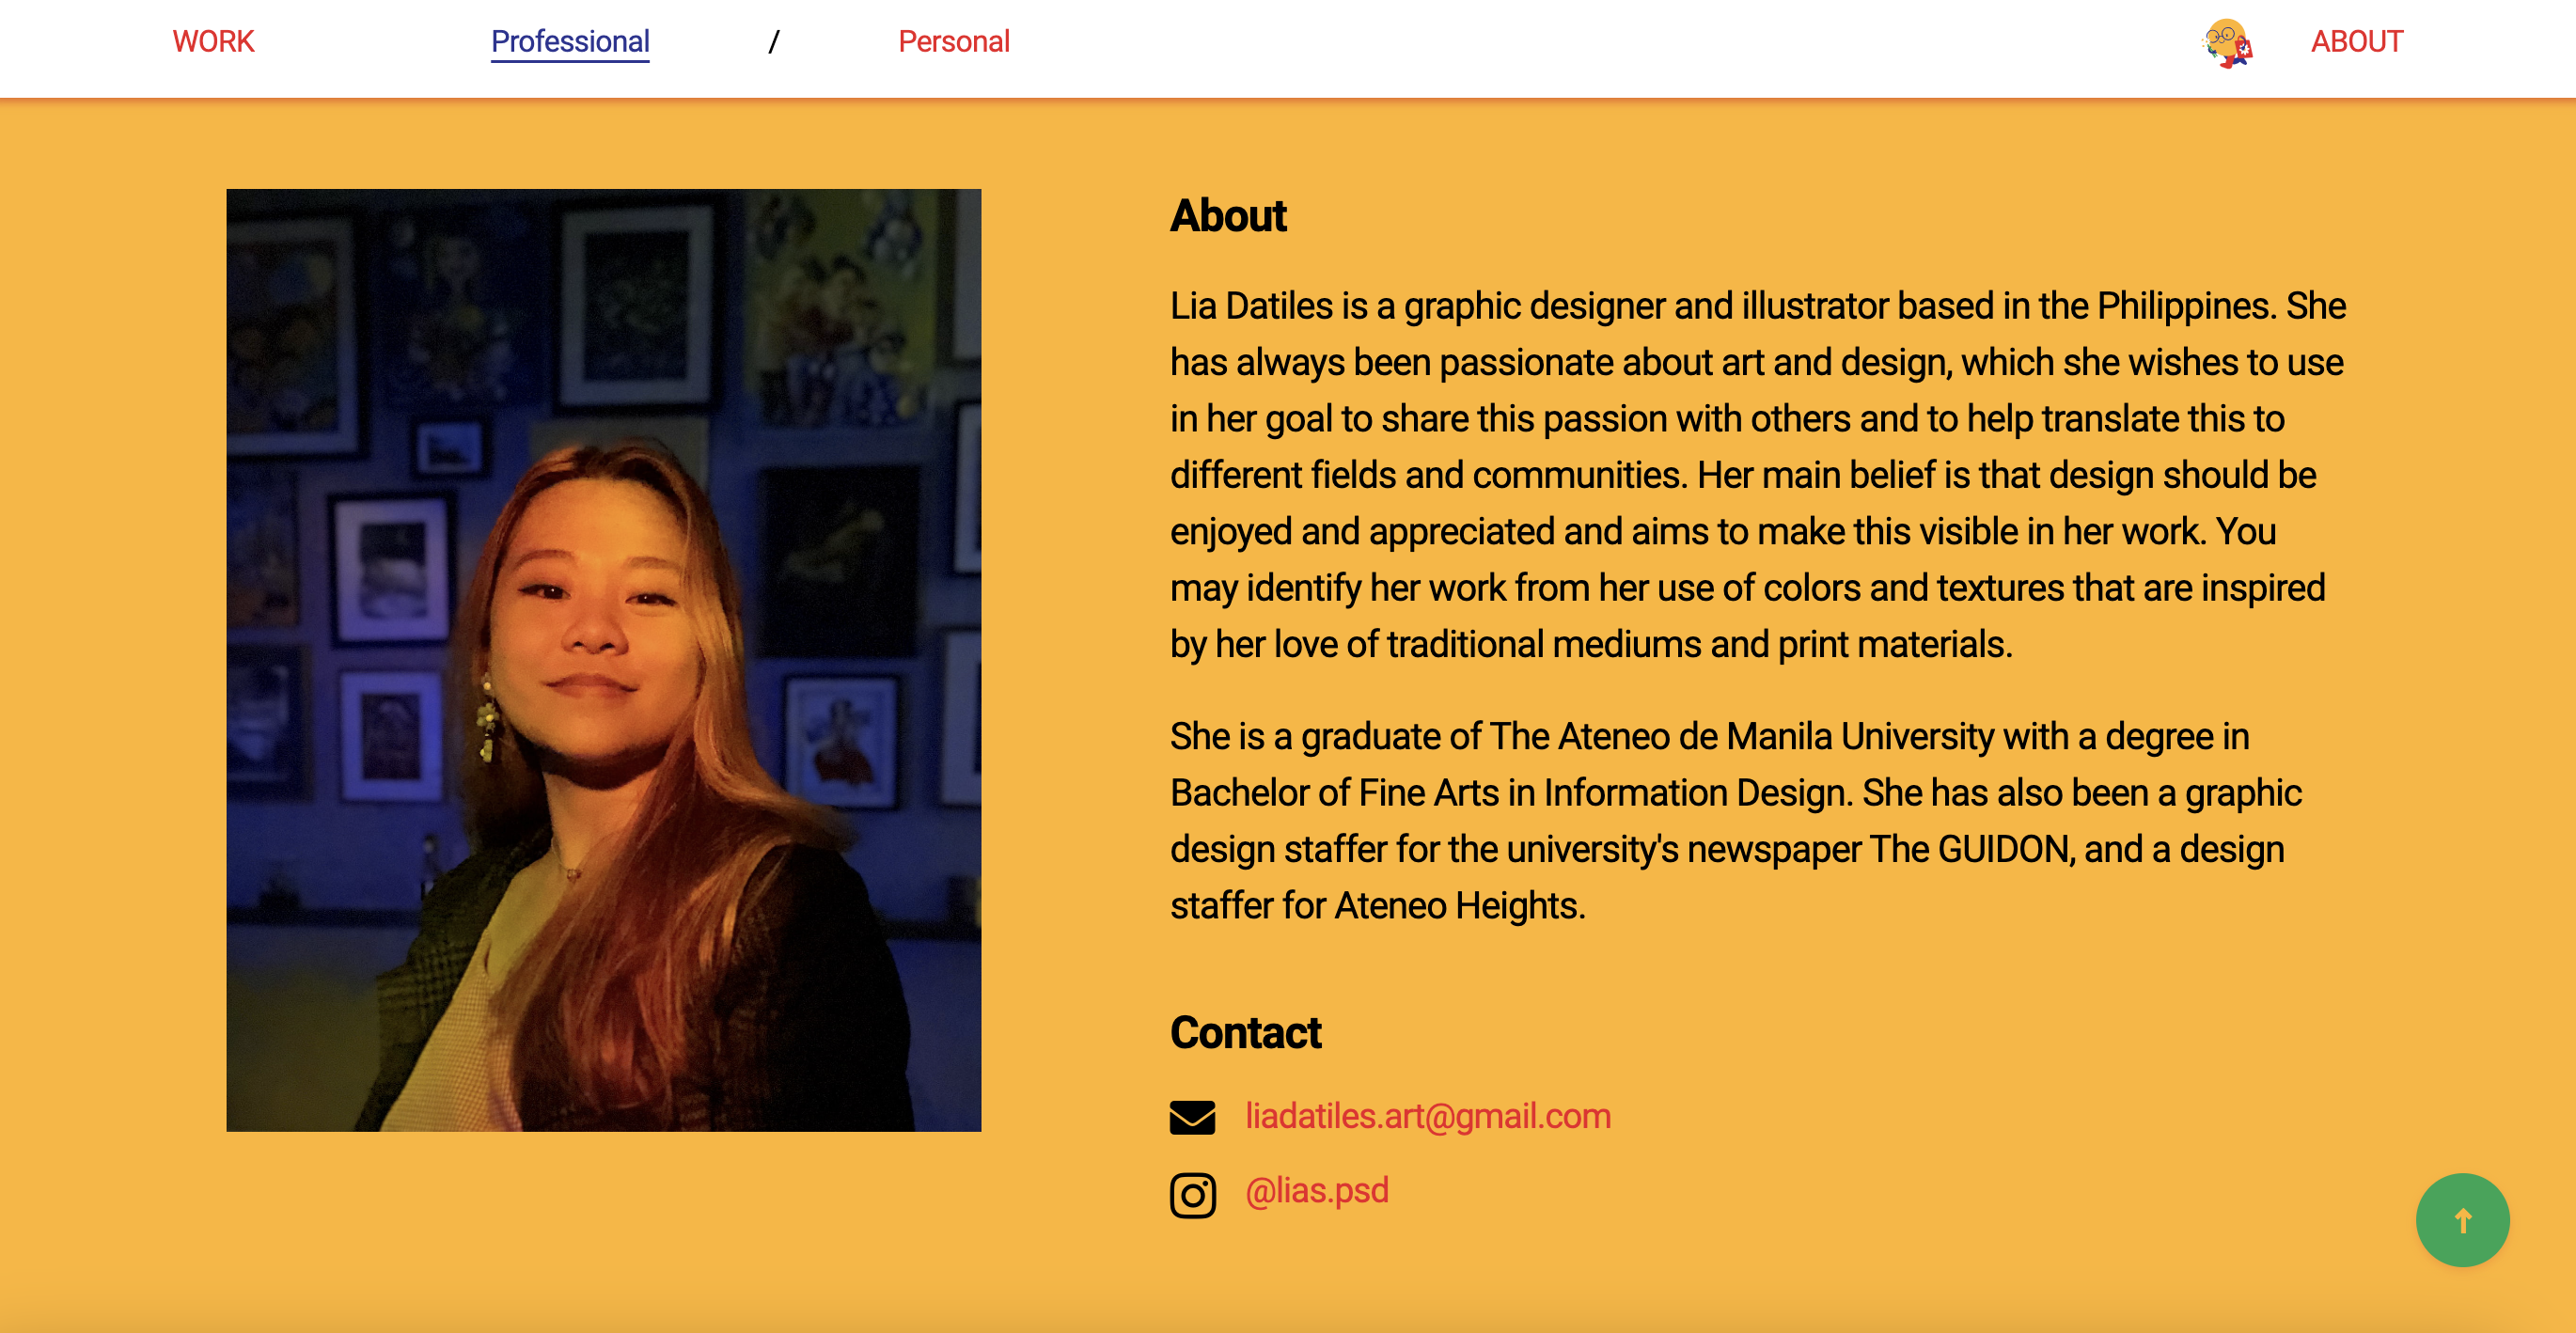 WORK Professional / Personal ABOUT
About
Lia Datiles is a graphic designer and illustrator based in the Philippines. She
has always been passionate about art and design, which she wishes to use
in her goal to share this passion with others and to help translate this to
different fields and communities. Her main belief is that design should be
enjoyed and appreciated and aims to make this visible in her work. You
may identify her work from her use of colors and textures that are inspired
by her love of traditional mediums and print materials.
She is a graduate of The Ateneo de Manila University with a degree in
Bachelor of Fine Arts in Information Design. She has also been a graphic
design staffer for the university's newspaper The GUIDON, and a design
staffer for Ateneo Heights.
Contact
liadatiles.art@gmail.com
@lias.psd